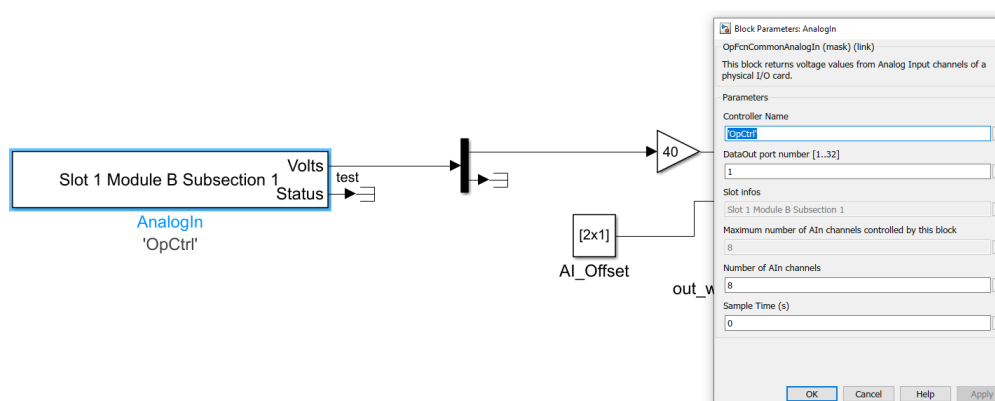 Slot 1 Module B Subsection 1
Volts
Status
test
AnalogIn
'OpCtrl'
40
[2x1]
AI_Offset
Block Parameters: AnalogIn
OpFcnCommonAnalogIn (mask) (link)
This block returns voltage values from Analog Input channels of a
physical I/O card.
Parameters
Controller Name
'OpCtrl'
DataOut port number [1..32]
1
Slot infos
Slot 1 Module B Subsection 1
Maximum number of AIn channels controlled by this block
8
Number of AIn channels
8
Sample Time (s)
0
OK
Cancel
Help
Apply